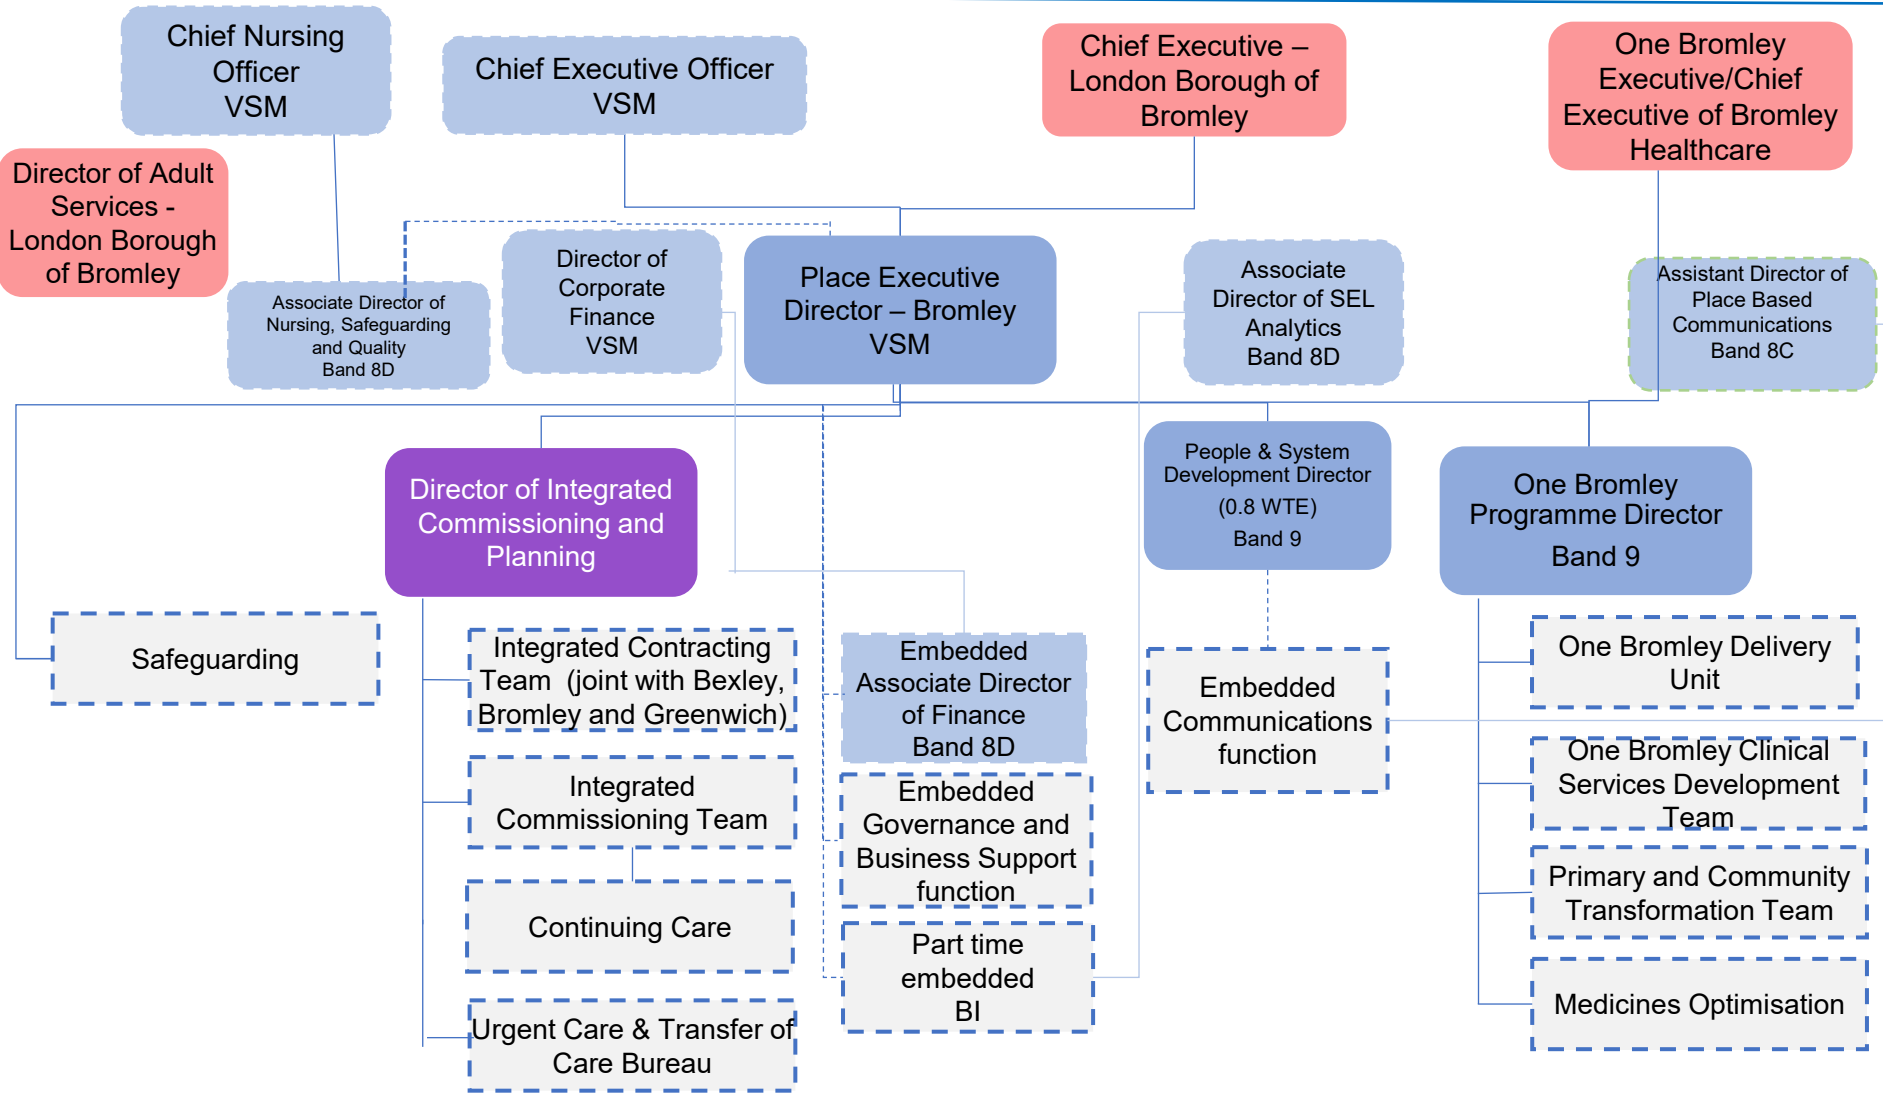 Chief Nursing
Officer
VSM
Chief Executive Officer
VSM
Chief Executive –
London Borough of
Bromley
One Bromley
Executive/Chief
Executive of Bromley
Healthcare
Director of Adult
Services -
London Borough
of Bromley
Associate Director of
Nursing, Safeguarding
and Quality
Band 8D
Director of
Corporate
Finance
VSM
Place Executive
Director – Bromley
VSM
Associate
Director of SEL
Analytics
Band 8D
Assistant Director of
Place Based
Communications
Band 8C
Director of Integrated
Commissioning and
Planning
People & System
Development Director
(0.8 WTE)
Band 9
One Bromley
Programme Director
Band 9
Safeguarding
Integrated Contracting
Team (joint with Bexley,
Bromley and Greenwich)
Integrated
Commissioning Team
Continuing Care
Urgent Care & Transfer of
Care Bureau
Embedded
Associate Director
of Finance
Band 8D
Embedded
Governance and
Business Support
function
Part time
embedded
BI
Embedded
Communications
function
One Bromley Delivery
Unit
One Bromley Clinical
Services Development
Team
Primary and Community
Transformation Team
Medicines Optimisation